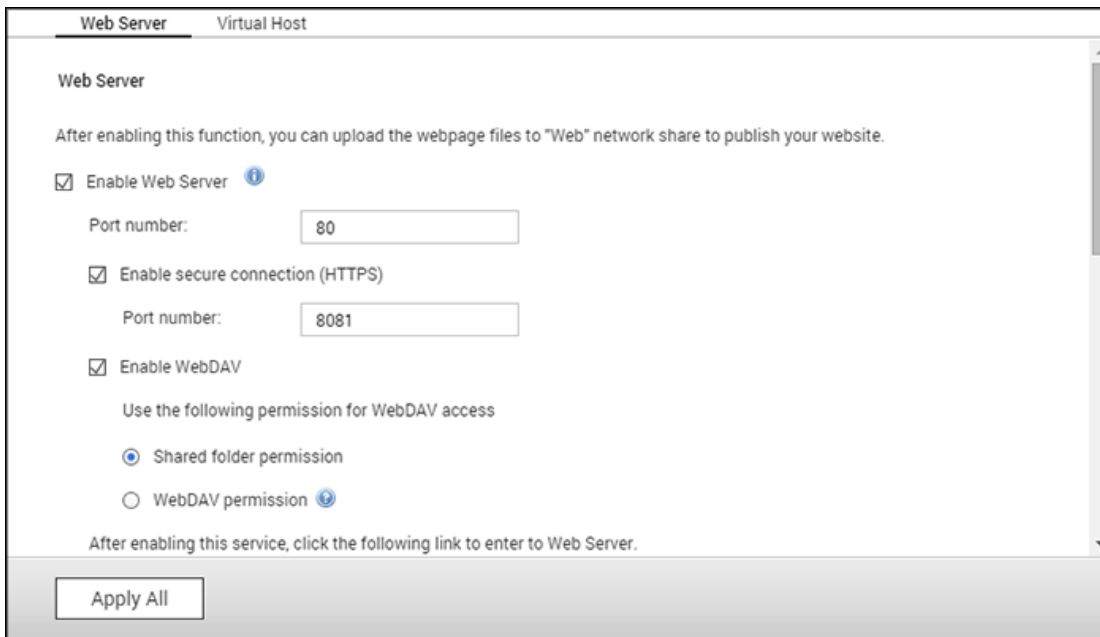 Web Server Virtual Host
Web Server
After enabling this function, you can upload the webpage files to "Web" network share to publish your website.
Enable Web Server
Port number: 80
Enable secure connection (HTTPS)
Port number: 8081
Enable WebDAV
Use the following permission for WebDAV access
Shared folder permission
WebDAV permission
After enabling this service, click the following link to enter to Web Server.
Apply All